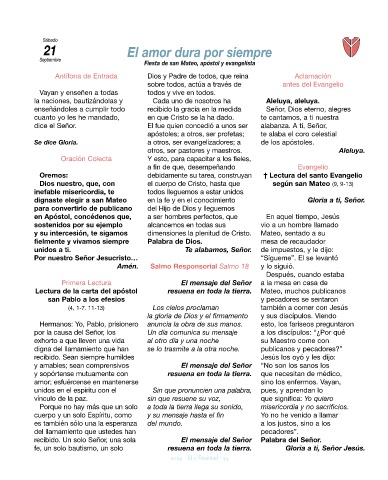 Sábado
21
Septiembre
El amor dura por siempre
Fiesta de san Mateo, apóstol y evangelista
Antífona de Entrada
Vayan y enseñen a todas
la naciones, bautizándolas y
enseñándoles a cumplir todo
cuanto yo les he mandado,
dice el Señor.
Se dice Gloria.
Oración Colecta
Oremos:
Dios nuestro, que, con
inefable misericordia, te
dignaste elegir a san Mateo
para convertirlo de publicano
en Apóstol, concédenos que,
sostenidos por su ejemplo
y su intercesión, te sigamos
fielmente y vivamos siempre
unidos a ti.
Por nuestro Señor Jesucristo…
Amén.
Primera Lectura
Lectura de la carta del apóstol
san Pablo a los efesios
(4, 1-7. 11-13)
Hermanos: Yo, Pablo, prisionero
por la causa del Señor, los
exhorto a que lleven una vida
digna del llamamiento que han
recibido. Sean siempre humildes
y amables; sean comprensivos
y sopórtense mutuamente con
amor; esfuércense en mantenerse
unidos en el espíritu con el
vínculo de la paz.
Porque no hay más que un solo
cuerpo y un solo Espíritu, como
es también sólo una la esperanza
del llamamiento que ustedes han
recibido. Un solo Señor, una sola
fe, un solo bautismo, un solo
Dios y Padre de todos, que reina
sobre todos, actúa a través de
todos y vive en todos.
Cada uno de nosotros ha
recibido la gracia en la medida
en que Cristo se la ha dado.
Él fue quien concedió a unos ser
apóstoles; a otros, ser profetas;
a otros, ser evangelizadores; a
otros, ser pastores y maestros.
Y esto, para capacitar a los fieles,
a fin de que, desempeñando
debidamente su tarea, construyan
el cuerpo de Cristo, hasta que
todos lleguemos a estar unidos
en la fe y en el conocimiento
del Hijo de Dios y lleguemos
a ser hombres perfectos, que
alcancemos en todas sus
dimensiones la plenitud de Cristo.
Palabra de Dios.
Te alabamos, Señor.
Salmo Responsorial Salmo 18
El mensaje del Señor
resuena en toda la tierra.
Los cielos proclaman
la gloria de Dios y el firmamento
anuncia la obra de sus manos.
Un día comunica su mensaje
al otro día y una noche
se lo trasmite a la otra noche.
El mensaje del Señor
resuena en toda la tierra.
Sin que pronuncien una palabra,
sin que resuene su voz,
a toda la tierra llega su sonido,
y su mensaje hasta el fin
del mundo.
El mensaje del Señor
resuena en toda la tierra.
Aclamación
antes del Evangelio
Aleluya, aleluya.
Señor, Dios eterno, alegres
te cantamos, a ti nuestra
alabanza. A ti, Señor,
te alaba el coro celestial
de los apóstoles.
Aleluya.
Evangelio
† Lectura del santo Evangelio
según san Mateo (9, 9-13)
Gloria a ti, Señor.
En aquel tiempo, Jesús
vio a un hombre llamado
Mateo, sentado a su
mesa de recaudador
de impuestos, y le dijo:
“Sígueme”. Él se levantó
y lo siguió.
Después, cuando estaba
a la mesa en casa de
Mateo, muchos publicanos
y pecadores se sentaron
también a comer con Jesús
y sus discípulos. Viendo
esto, los fariseos preguntaron
a los discípulos: “¿Por qué
su Maestro come con
publicanos y pecadores?”
Jesús los oyó y les dijo:
“No son los sanos los
que necesitan de médico,
sino los enfermos. Vayan,
pues, y aprendan lo
que significa: Yo quiero
misericordia y no sacrificios.
Yo no he venido a llamar
a los justos, sino a los
pecadores”.
Palabra del Señor.
Gloria a ti, Señor Jesús.